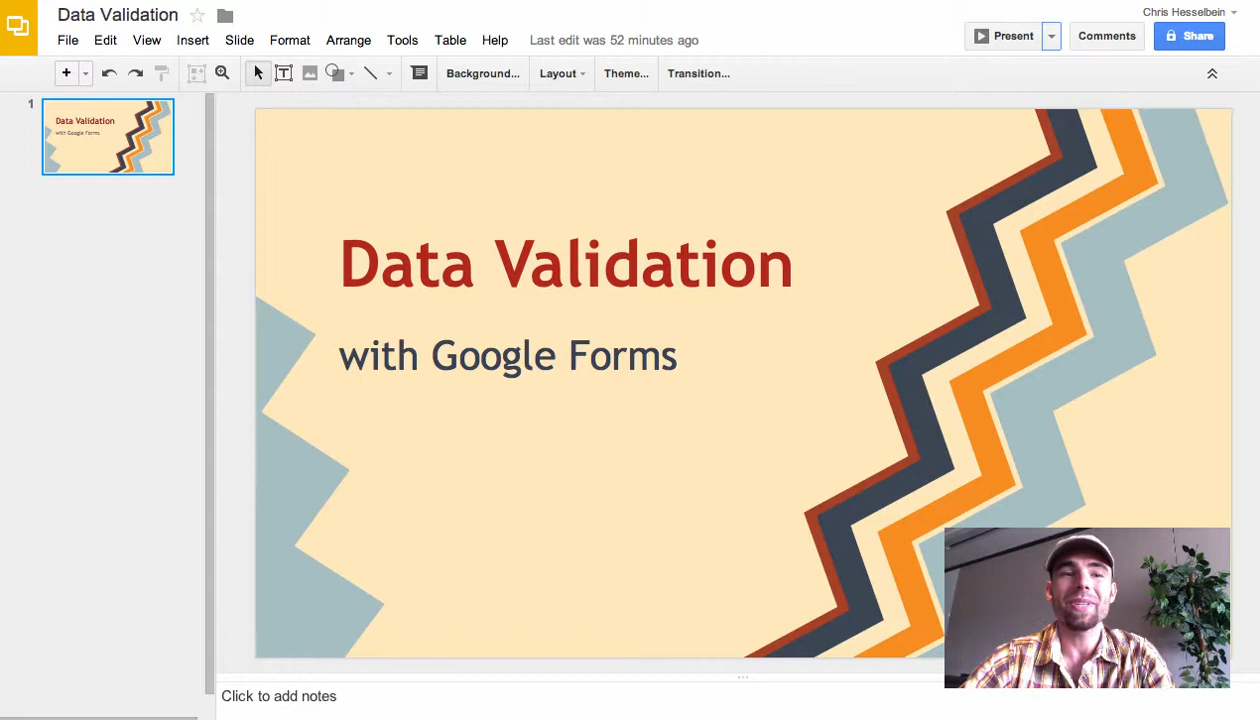 Data Validation
Chris Hesselbein
File Edit View Insert Slide Format Arrange Tools Table Help Last edit was 52 minutes ago
Present Comments Share
Background... Layout Theme... Transition...
1
Data Validation
with Google Forms
Data Validation
with Google Forms
Click to add notes